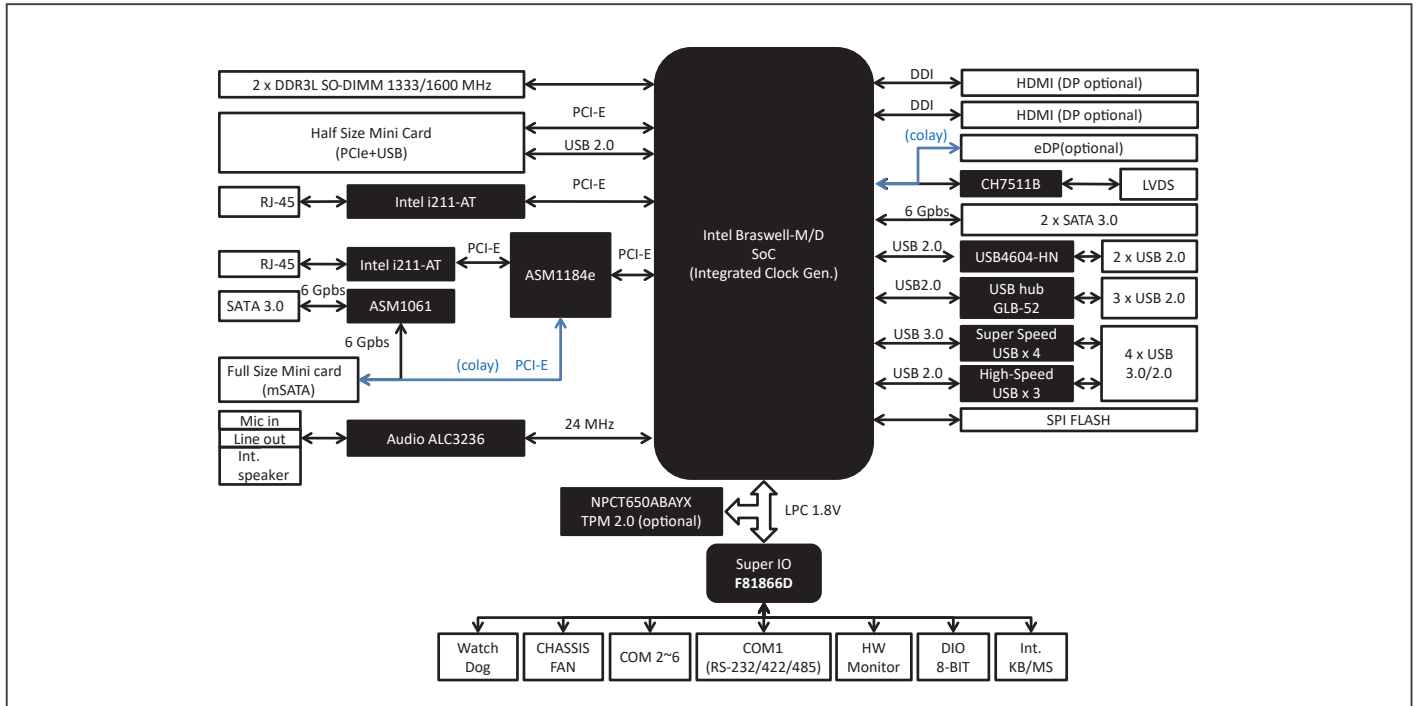 2 x DDR3L SO-DIMM 1333/1600 MHz
Half Size Mini Card
(PCIe+USB)
PCI-E
USB 2.0
RJ-45
Intel i211-AT
PCI-E
RJ-45
Intel i211-AT
PCI-E
ASM1184e
PCI-E
SATA 3.0
6 Gpbs
ASM1061
6 Gpbs
Full Size Mini card
(mSATA)
(colay)
PCI-E
Mic in
Line out
Int.
speaker
Audio ALC3236
24 MHz
Intel Braswell-M/D
SoC
(Integrated Clock Gen.)
DDI
HDMI (DP optional)
DDI
HDMI (DP optional)
(colay)
eDP(optional)
CH7511B
LVDS
6 Gpbs
2 x SATA 3.0
USB 2.0
USB4604-HN
2 x USB 2.0
USB2.0
USB hub
GLB-52
3 x USB 2.0
USB 3.0
Super Speed
USB x 4
USB 2.0
High-Speed
USB x 3
4 x USB
3.0/2.0
SPI FLASH
NPCT650ABAYX
TPM 2.0 (optional)
LPC 1.8V
Super IO
F81866D
Watch
Dog
CHASSIS
FAN
COM 2~6
COM1
(RS-232/422/485)
HW
Monitor
DIO
8-BIT
Int.
KB/MS